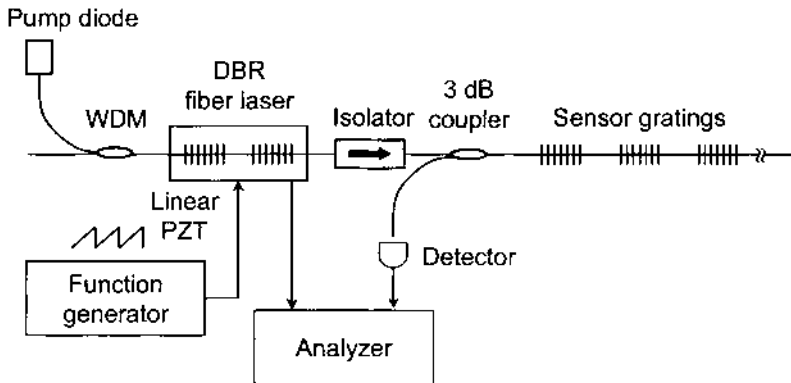 Pump diode
WDM
DBR
fiber laser
Isolator
3 dB
coupler
Sensor gratings
Linear
PZT
Function
generator
Detector
Analyzer